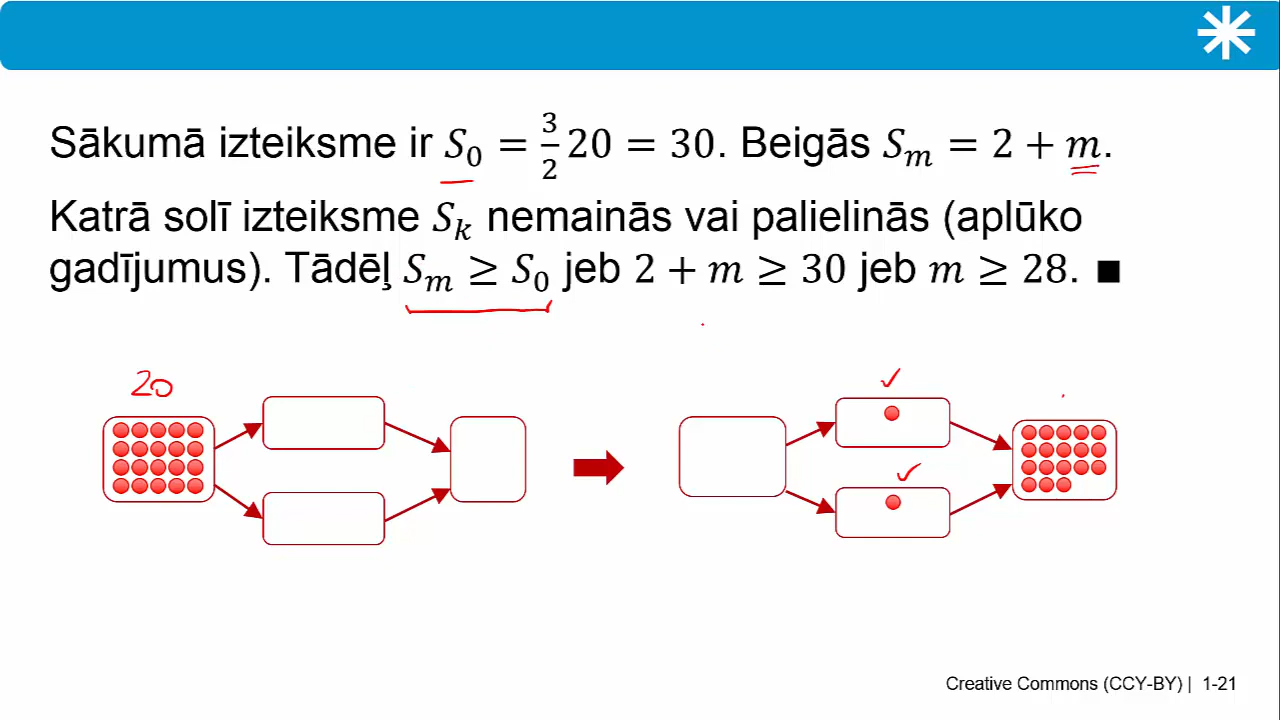 Sākumā izteiksme ir S₀ = 3/2 20 = 30. Beigās Sₘ = 2 + m.
Katrā solī izteiksme Sₖ nemainās vai palielinās (aplūko
gadījumus). Tādēļ Sₘ ≥ S₀ jeb 2 + m ≥ 30 jeb m ≥ 28. ■
20
Creative Commons (CCY-BY) | 1-21